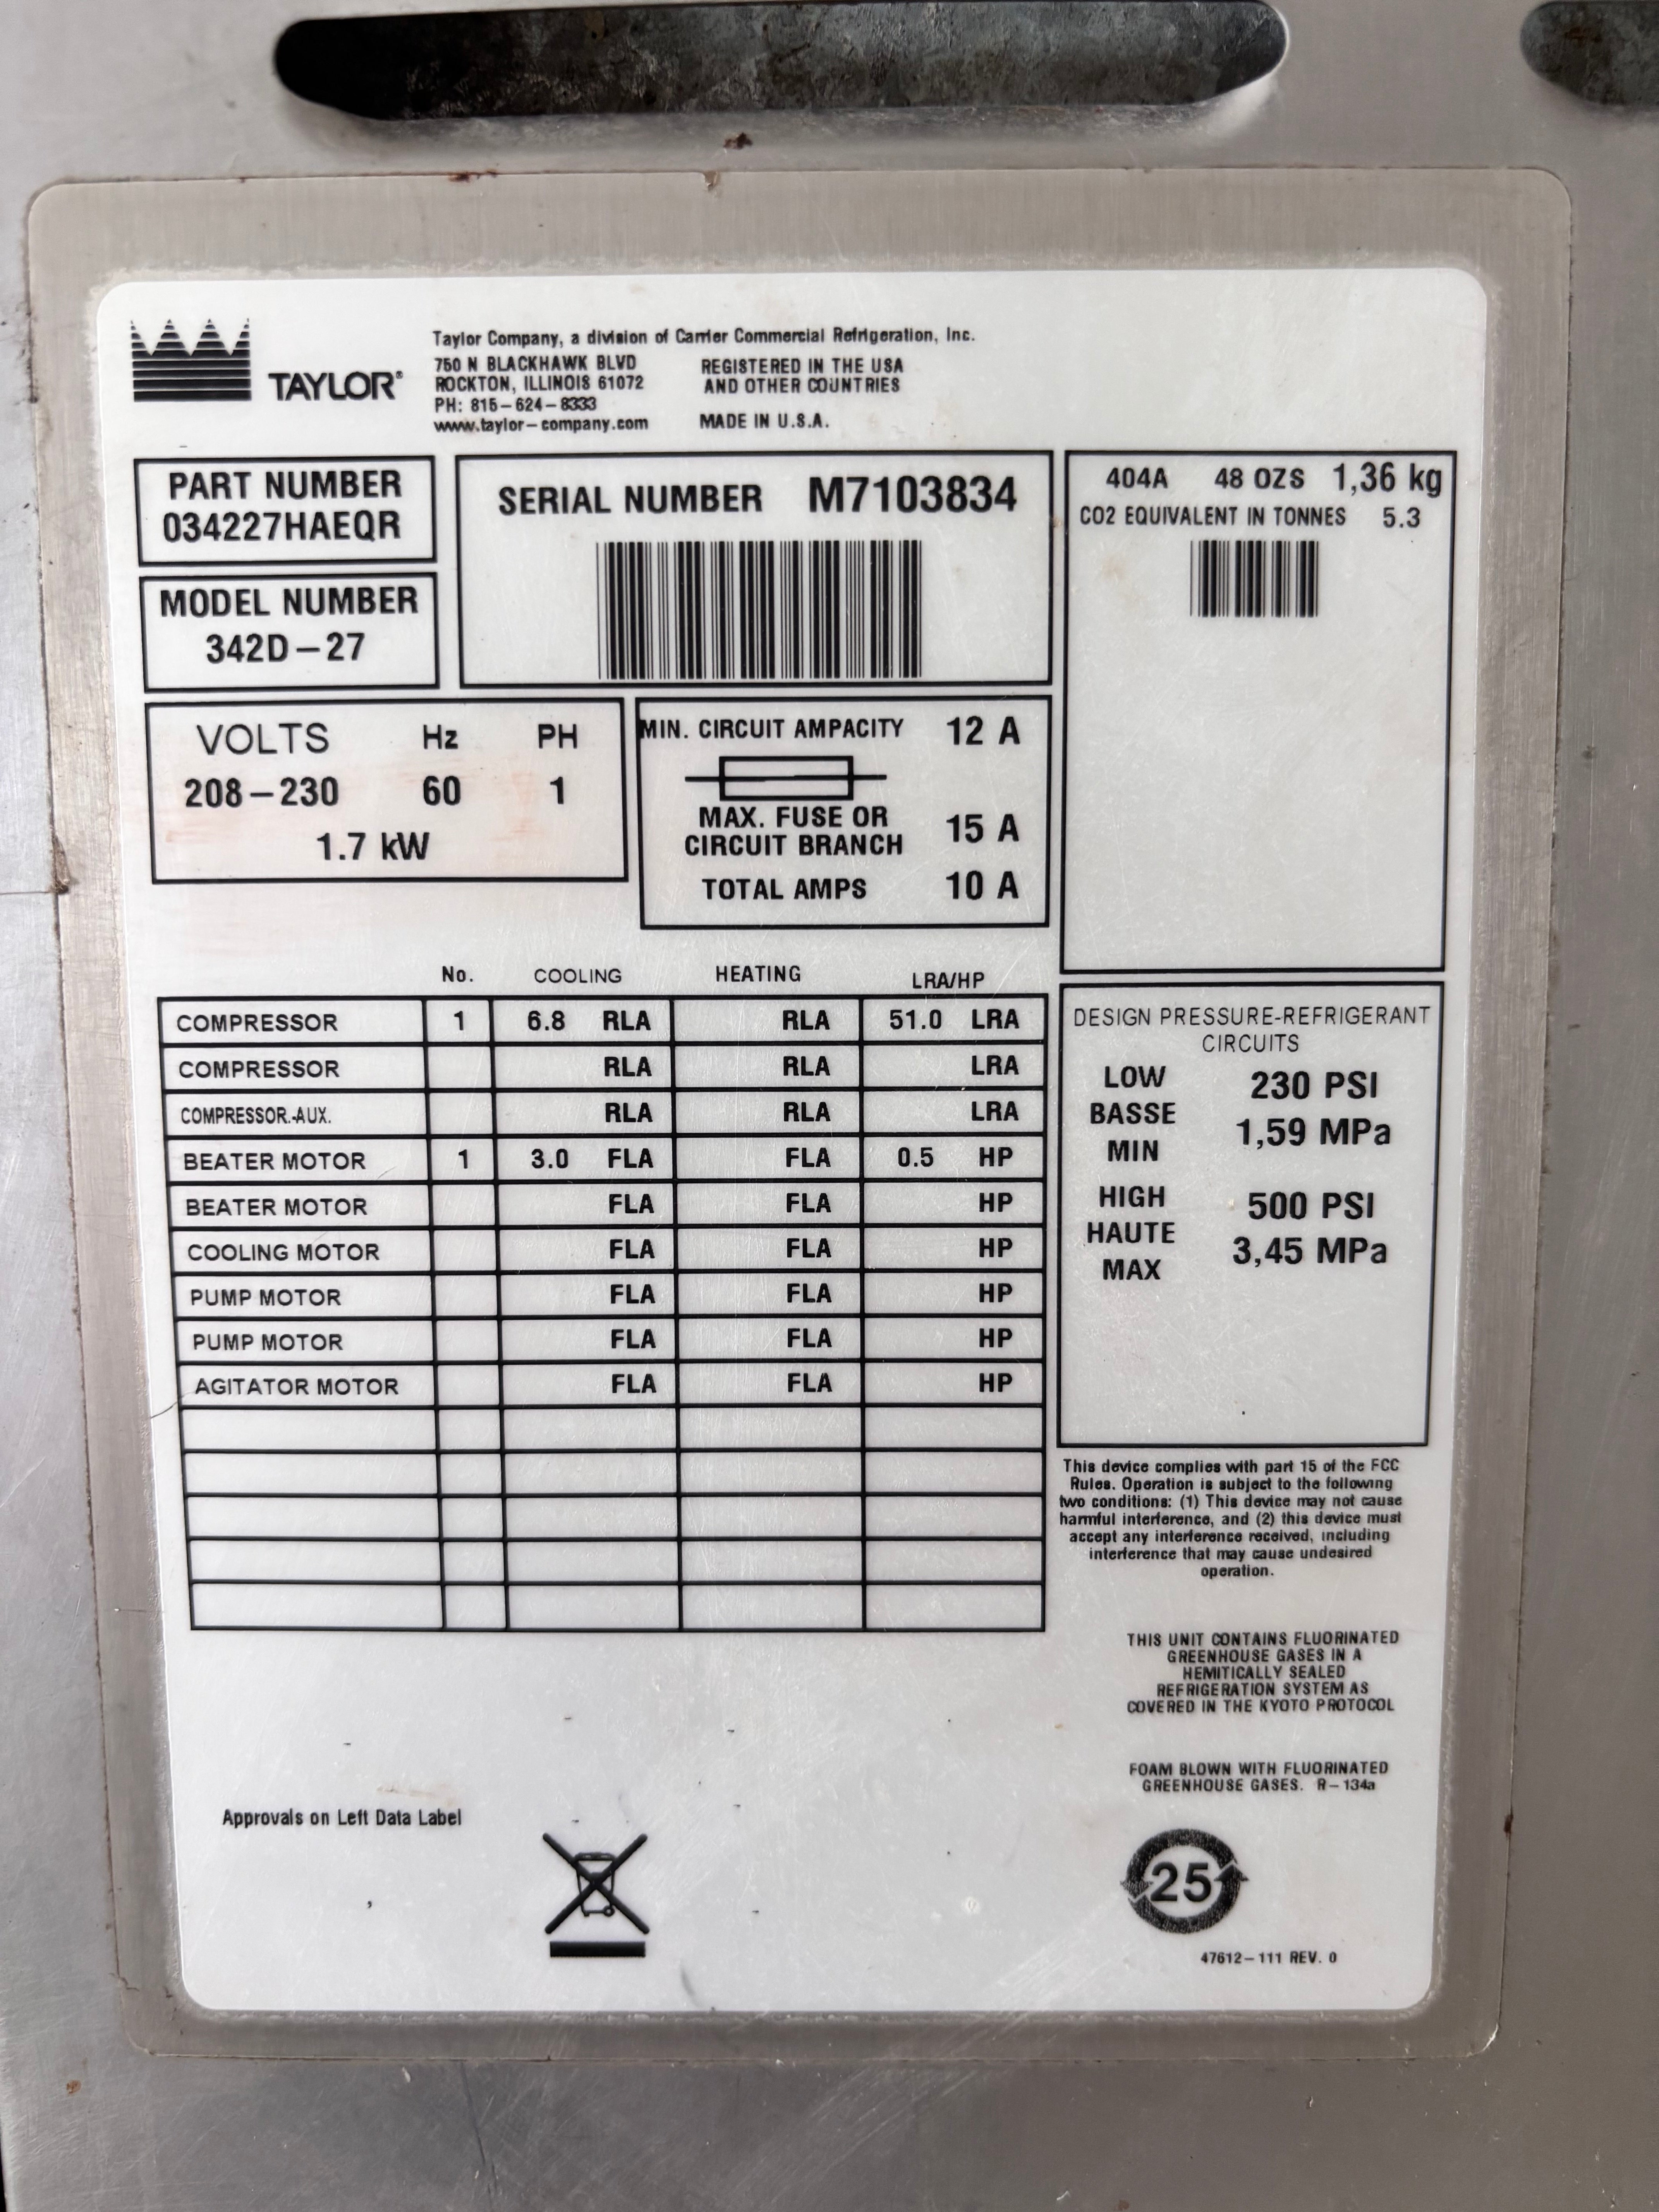 TAYLOR®
Taylor Company, a division of Carrier Commercial Refrigeration, Inc.
750 N BLACKHAWK BLVD
ROCKTON, ILLINOIS 61072
PH: 815-624-8333
www.taylor-company.com
REGISTERED IN THE USA
AND OTHER COUNTRIES
MADE IN U.S.A.
PART NUMBER
034227HAEQR
MODEL NUMBER
342D-27
SERIAL NUMBER M7103834
404A 48 OZS 1,36 kg
CO2 EQUIVALENT IN TONNES 5.3
VOLTS Hz PH
208-230 60 1
1.7 kW
MIN. CIRCUIT AMPACITY 12 A
MAX. FUSE OR
CIRCUIT BRANCH 15 A
TOTAL AMPS 10 A
No. COOLING HEATING LRA/HP
COMPRESSOR 1 6.8 RLA RLA 51.0 LRA
COMPRESSOR RLA RLA LRA
COMPRESSOR.-AUX. RLA RLA LRA
BEATER MOTOR 1 3.0 FLA FLA 0.5 HP
BEATER MOTOR FLA FLA HP
COOLING MOTOR FLA FLA HP
PUMP MOTOR FLA FLA HP
PUMP MOTOR FLA FLA HP
AGITATOR MOTOR FLA FLA HP
DESIGN PRESSURE-REFRIGERANT
CIRCUITS
LOW
BASSE
MIN
230 PSI
1,59 MPa
HIGH
HAUTE
MAX
500 PSI
3,45 MPa
This device complies with part 15 of the FCC
Rules. Operation is subject to the following
two conditions: (1) This device may not cause
harmful interference, and (2) this device must
accept any interference received, including
interference that may cause undesired
operation.
THIS UNIT CONTAINS FLUORINATED
GREENHOUSE GASES IN A
HEMITICALLY SEALED
REFRIGERATION SYSTEM AS
COVERED IN THE KYOTO PROTOCOL
FOAM BLOWN WITH FLUORINATED
GREENHOUSE GASES. R-134a
Approvals on Left Data Label
25
47612-111 REV. 0